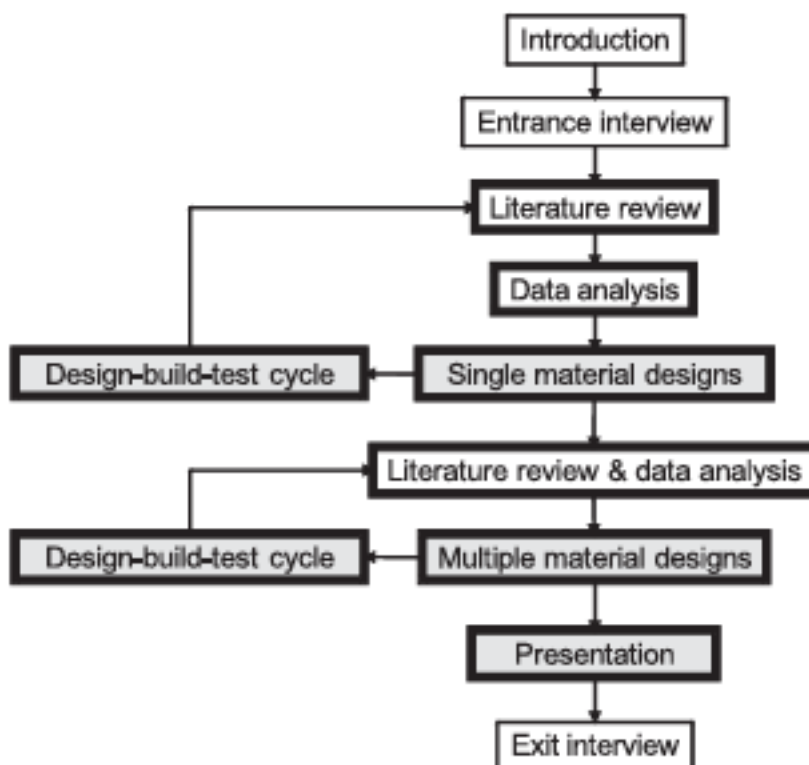 Introduction
Entrance interview
Literature review
Data analysis
Design-build-test cycle
Single material designs
Literature review & data analysis
Design-build-test cycle
Multiple material designs
Presentation
Exit interview